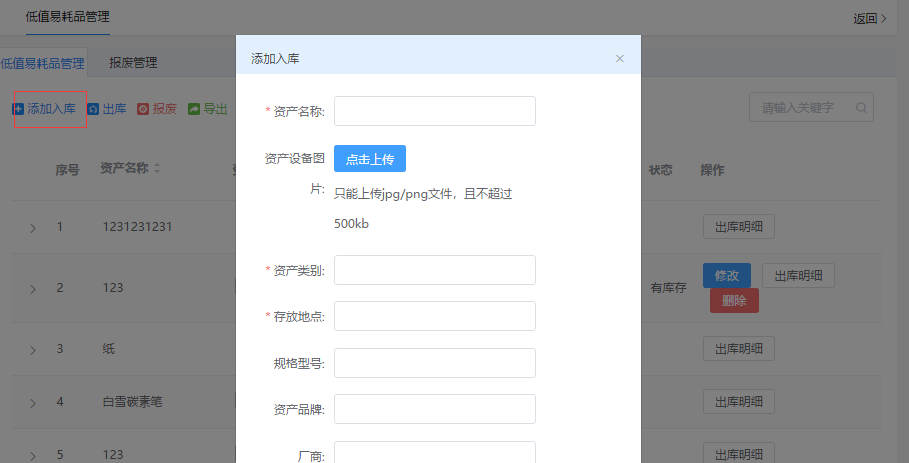 低值易耗品管理
返回
低值易耗品管理
报废管理
添加入库
×
添加入库
出库
报废
导出
请输入关键字
* 资产名称:
资产设备图片:
点击上传
只能上传jpg/png文件，且不超过
500kb
* 资产类别:
* 存放地点:
规格型号:
资产品牌:
厂商:
序号
资产名称
状态
操作
1
1231231231
出库明细
2
123
有库存
修改
出库明细
删除
3
纸
出库明细
4
白雪碳素笔
出库明细
5
123
出库明细